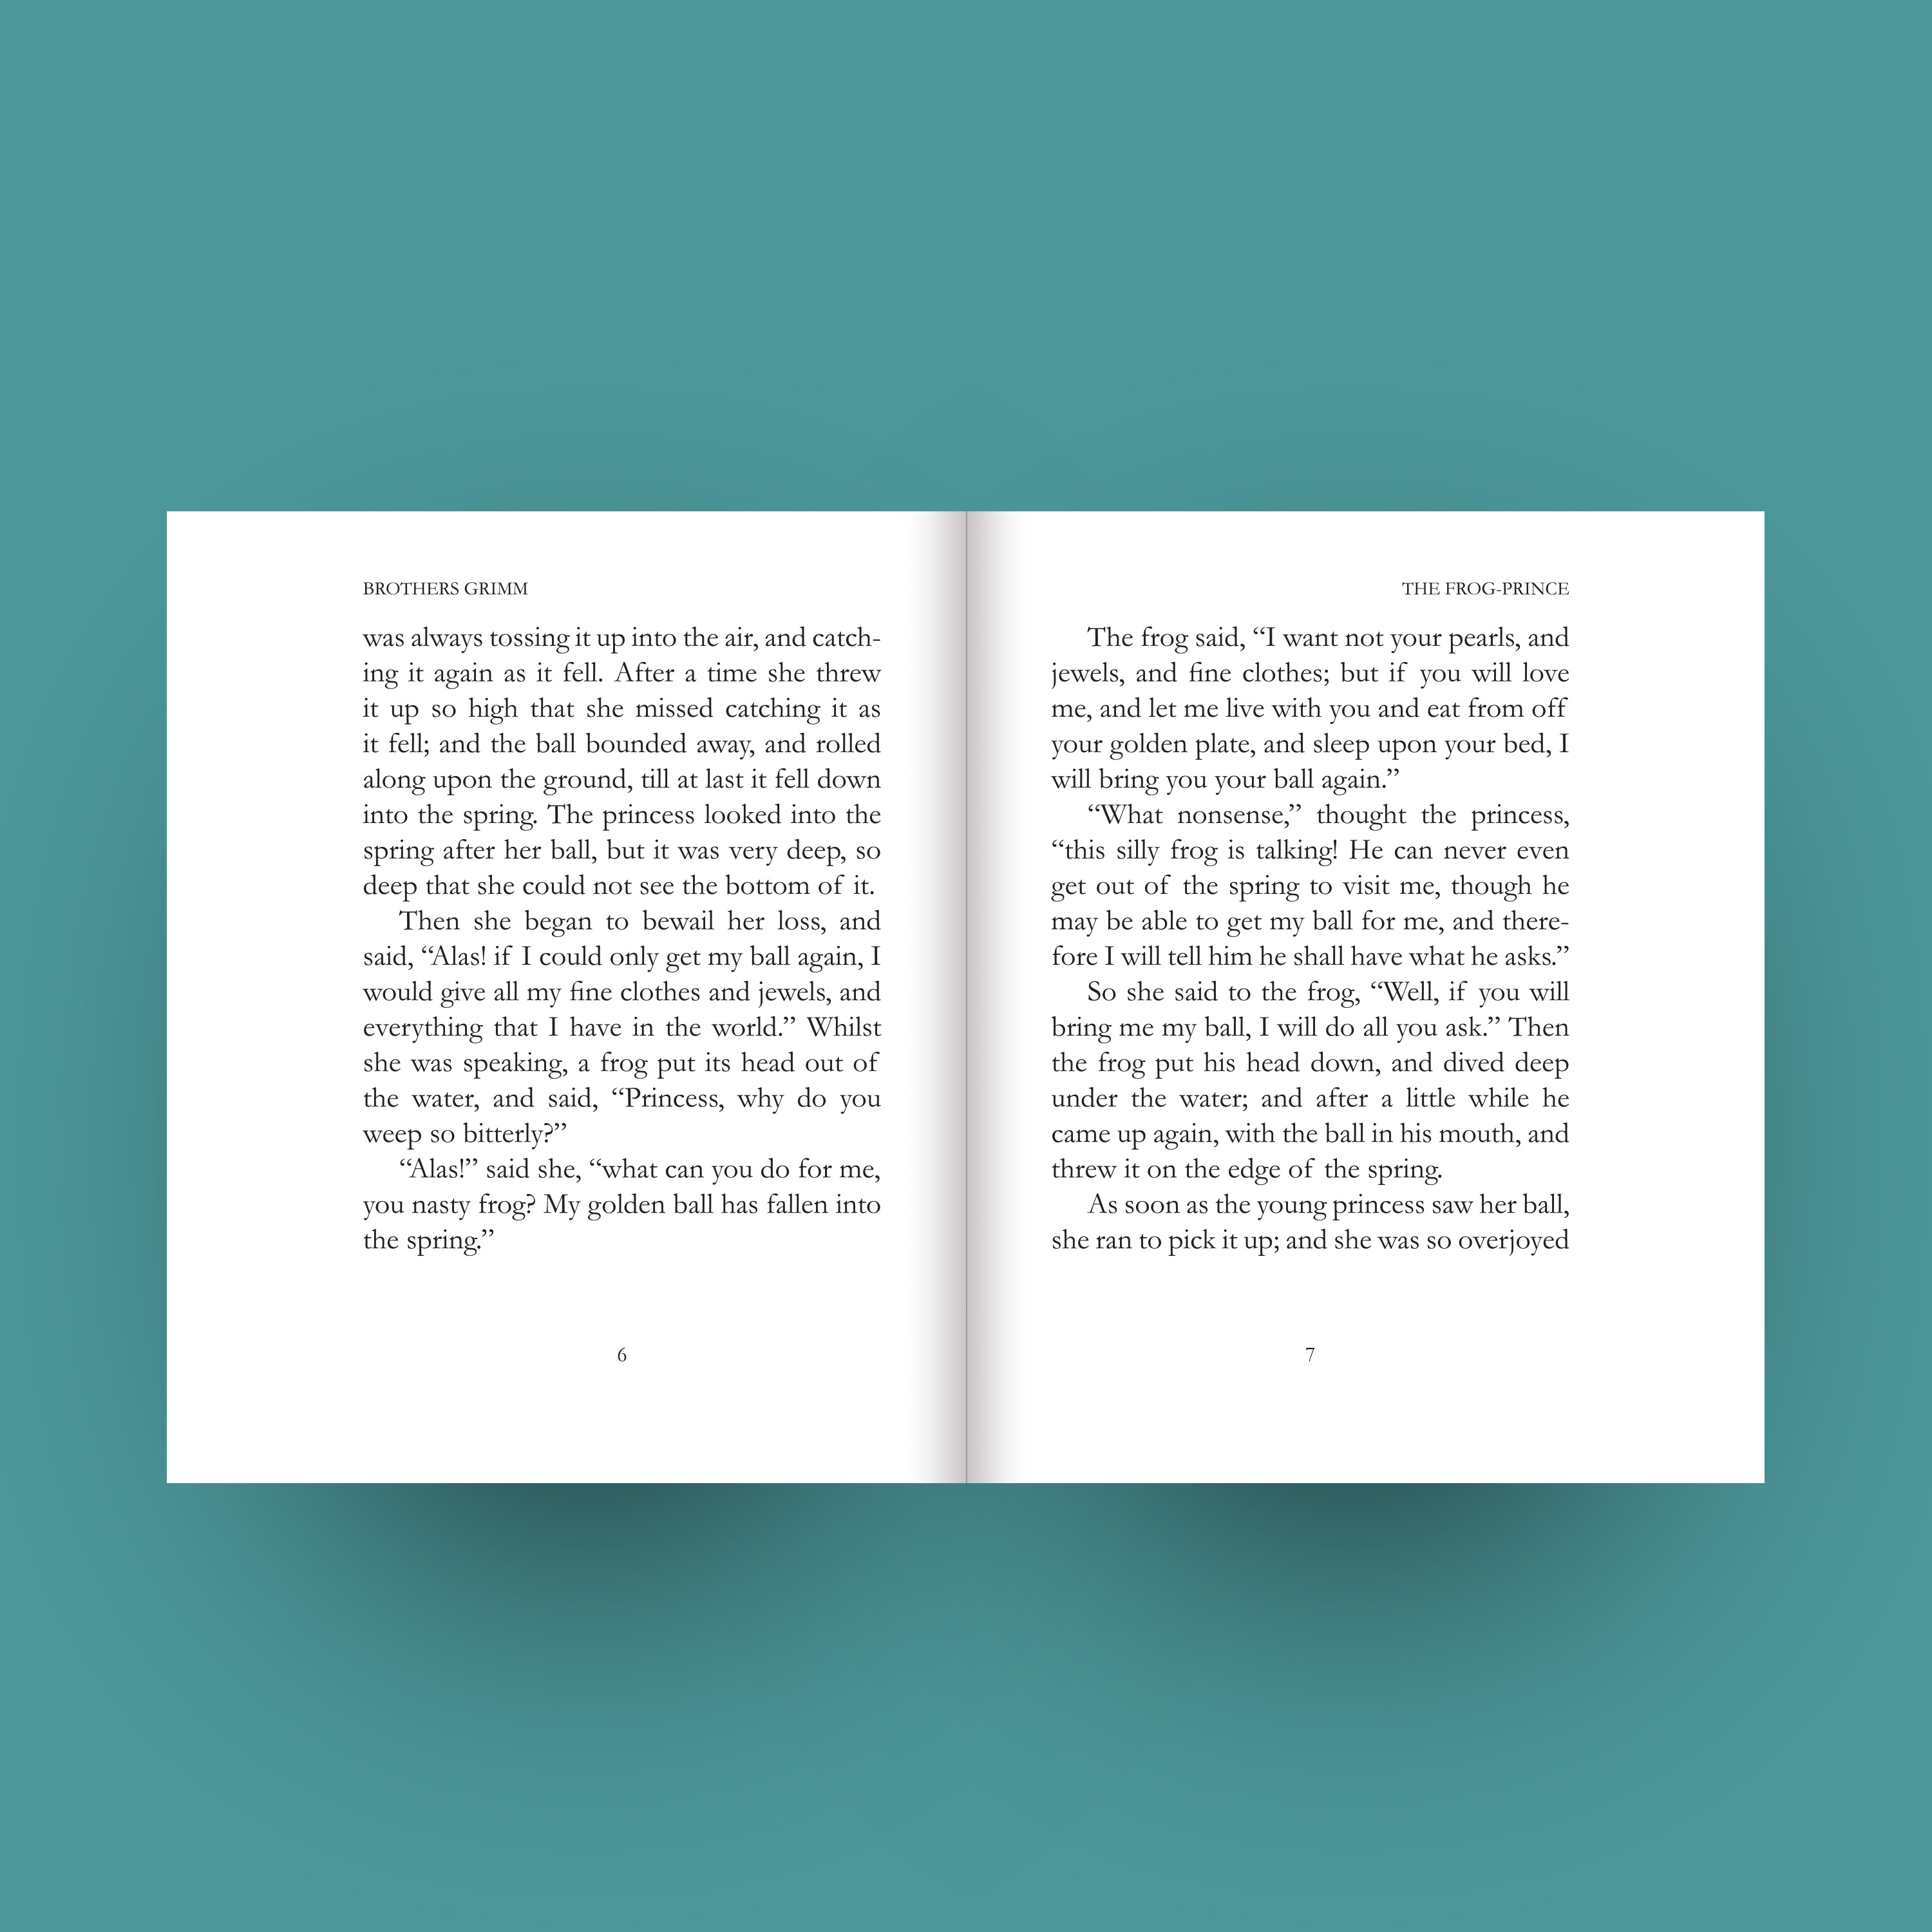 BROTHERS GRIMM
was always tossing it up into the air, and catch-
ing it again as it fell. After a time she threw
it up so high that she missed catching it as
it fell; and the ball bounded away, and rolled
along upon the ground, till at last it fell down
into the spring. The princess looked into the
spring after her ball, but it was very deep, so
deep that she could not see the bottom of it.
Then she began to bewail her loss, and
said, “Alas! if I could only get my ball again, I
would give all my fine clothes and jewels, and
everything that I have in the world.” Whilst
she was speaking, a frog put its head out of
the water, and said, “Princess, why do you
weep so bitterly?”
“Alas!” said she, “what can you do for me,
you nasty frog? My golden ball has fallen into
the spring.”
6
THE FROG-PRINCE
The frog said, “I want not your pearls, and
jewels, and fine clothes; but if you will love
me, and let me live with you and eat from off
your golden plate, and sleep upon your bed, I
will bring you your ball again.”
“What nonsense,” thought the princess,
“this silly frog is talking! He can never even
get out of the spring to visit me, though he
may be able to get my ball for me, and there-
fore I will tell him he shall have what he asks.”
So she said to the frog, “Well, if you will
bring me my ball, I will do all you ask.” Then
the frog put his head down, and dived deep
under the water; and after a little while he
came up again, with the ball in his mouth, and
threw it on the edge of the spring.
As soon as the young princess saw her ball,
she ran to pick it up; and she was so overjoyed
7